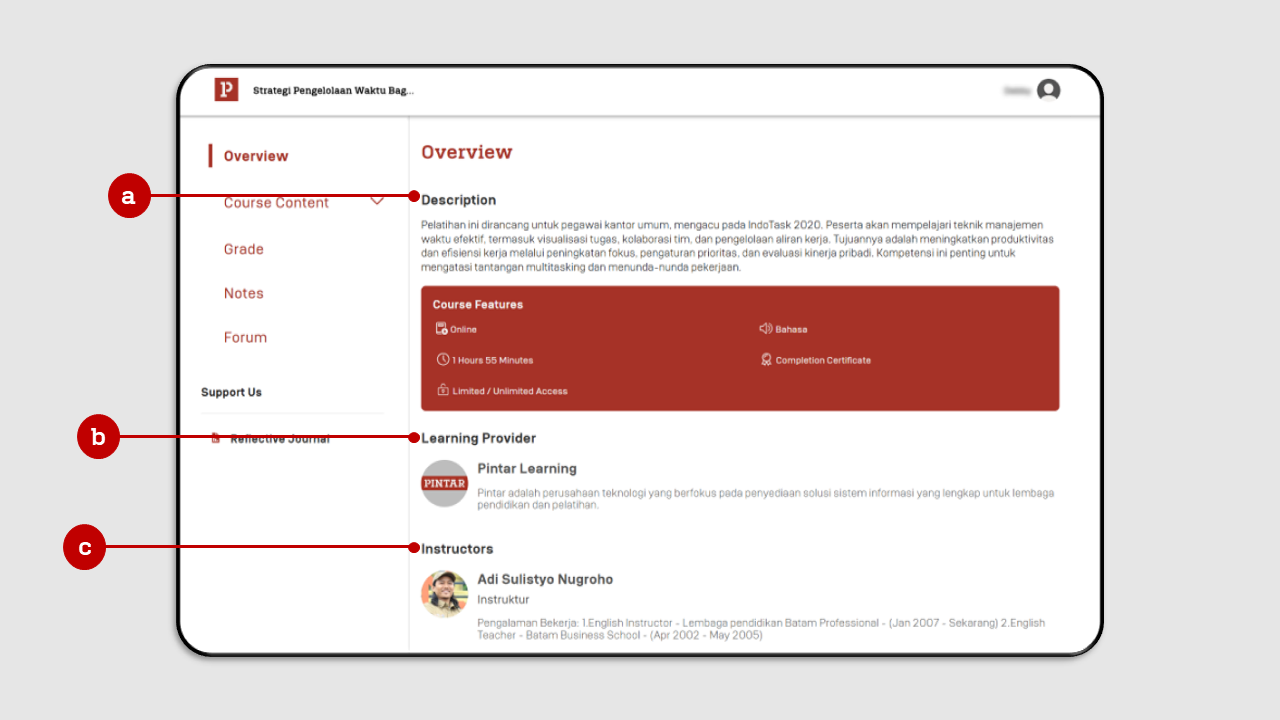 P
Strategi Pengelolaan Waktu Bag...
Overview
Course Content
Grade
Notes
Forum
Support Us
Reflective Journal
a
b
c
Overview
Description
Pelatihan ini dirancang untuk pegawai kantor umum, mengacu pada IndoTask 2020. Peserta akan mempelajari teknik manajemen
waktu efektif, termasuk visualisasi tugas, kolaborasi tim, dan pengelolaan aliran kerja. Tujuannya adalah meningkatkan produktivitas
dan efisiensi kerja melalui peningkatan fokus, pengaturan prioritas, dan evaluasi kinerja pribadi. Kompetensi ini penting untuk
mengatasi tantangan multitasking dan menunda-nunda pekerjaan.
Course Features
Online
Bahasa
1 Hours 55 Minutes
Completion Certificate
Limited / Unlimited Access
Learning Provider
PINTAR
Pintar Learning
Pintar adalah perusahaan teknologi yang berfokus pada penyediaan solusi sistem informasi yang lengkap untuk lembaga
pendidikan dan pelatihan.
Instructors
Adi Sulistyo Nugroho
Instruktur
Pengalaman Bekerja: 1.English Instructor - Lembaga pendidikan Batam Professional - (Jan 2007 - Sekarang) 2.English
Teacher - Batam Business School - (Apr 2002 - May 2005)